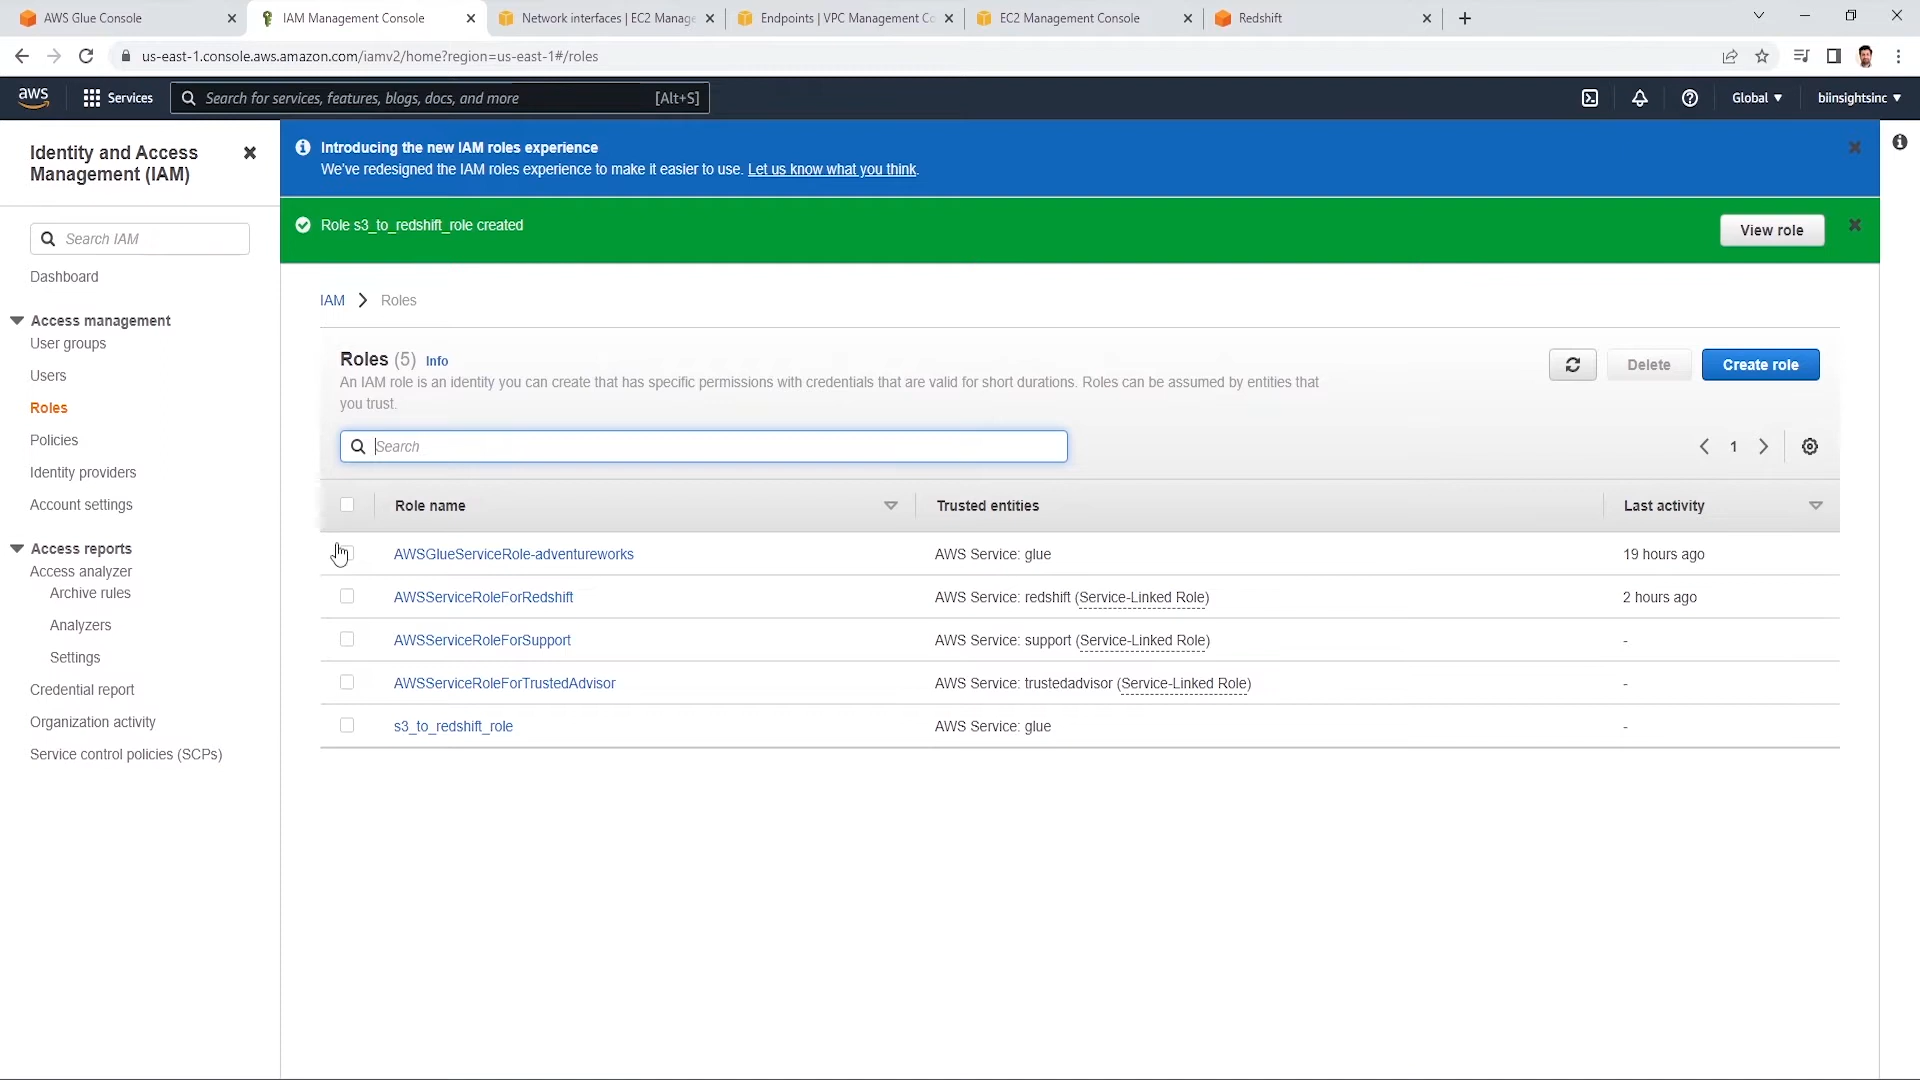 AWS Glue Console
IAM Management Console
Network interfaces | EC2 Manage
Endpoints | VPC Management Co
EC2 Management Console
Redshift
us-east-1.console.aws.amazon.com/iamv2/home?region=us-east-1#/roles
aws
Services
Search for services, features, blogs, docs, and more
[Alt+S]
Global
biinsightsinc
Identity and Access
Management (IAM)
Search IAM
Dashboard
Access management
User groups
Users
Roles
Policies
Identity providers
Account settings
Access reports
Access analyzer
Archive rules
Analyzers
Settings
Credential report
Organization activity
Service control policies (SCPs)
Introducing the new IAM roles experience
We've redesigned the IAM roles experience to make it easier to use. Let us know what you think.
Role s3_to_redshift_role created
View role
IAM > Roles
Roles (5) Info
An IAM role is an identity you can create that has specific permissions with credentials that are valid for short durations. Roles can be assumed by entities that
you trust.
Delete
Create role
Search
1
Role name
Trusted entities
Last activity
AWSGlueServiceRole-adventureworks
AWS Service: glue
19 hours ago
AWSServiceRoleForRedshift
AWS Service: redshift (Service-Linked Role)
2 hours ago
AWSServiceRoleForSupport
AWS Service: support (Service-Linked Role)
-
AWSServiceRoleForTrustedAdvisor
AWS Service: trustedadvisor (Service-Linked Role)
-
s3_to_redshift_role
AWS Service: glue
-